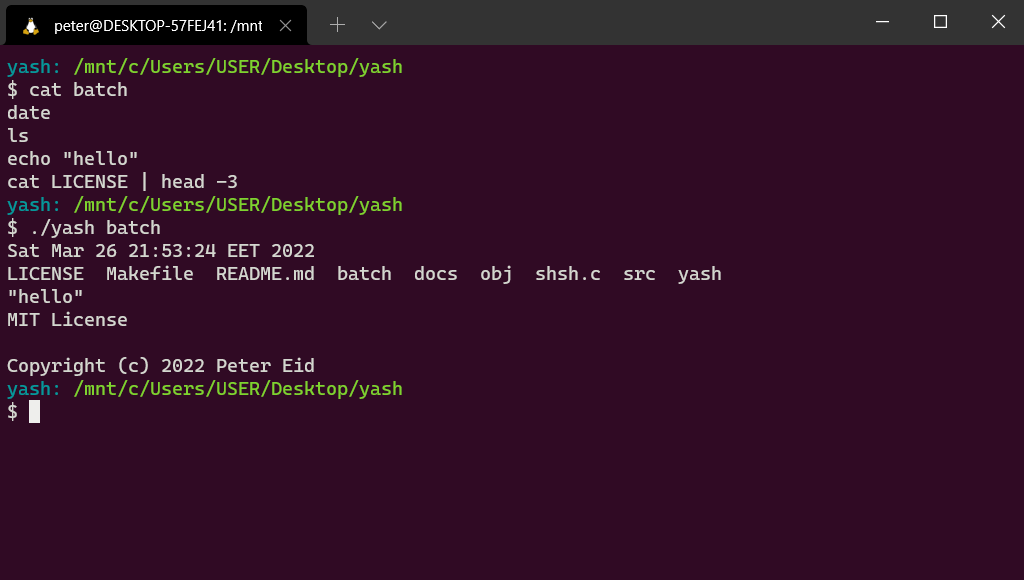 peter@DESKTOP-57FEJ41: /mnt
yash: /mnt/c/Users/USER/Desktop/yash
$ cat batch
date
ls
echo "hello"
cat LICENSE | head -3
yash: /mnt/c/Users/USER/Desktop/yash
$ ./yash batch
Sat Mar 26 21:53:24 EET 2022
LICENSE  Makefile  README.md  batch  docs  obj  shsh.c  src  yash
"hello"
MIT License

Copyright (c) 2022 Peter Eid
yash: /mnt/c/Users/USER/Desktop/yash
$